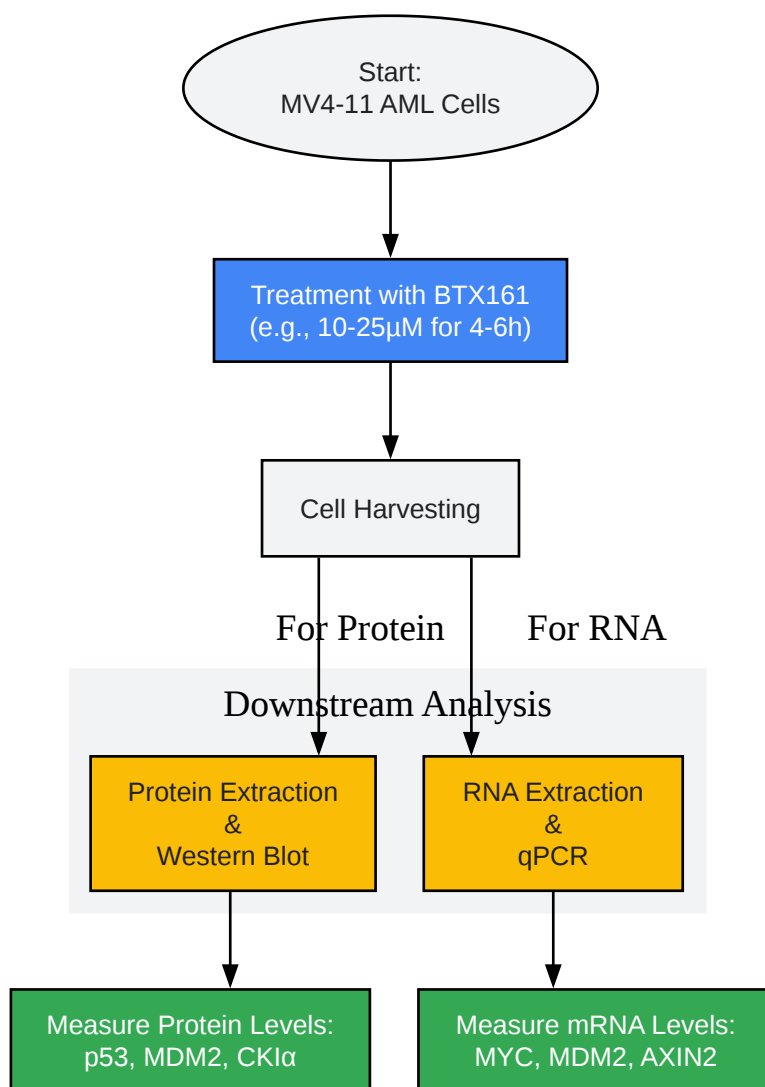 Start:
MV4-11 AML Cells
Treatment with BTX161
(e.g., 10-25µM for 4-6h)
Cell Harvesting
For Protein
For RNA
Downstream Analysis
Protein Extraction
&
Western Blot
RNA Extraction
&
qPCR
Measure Protein Levels:
p53, MDM2, CKIα
Measure mRNA Levels:
MYC, MDM2, AXIN2